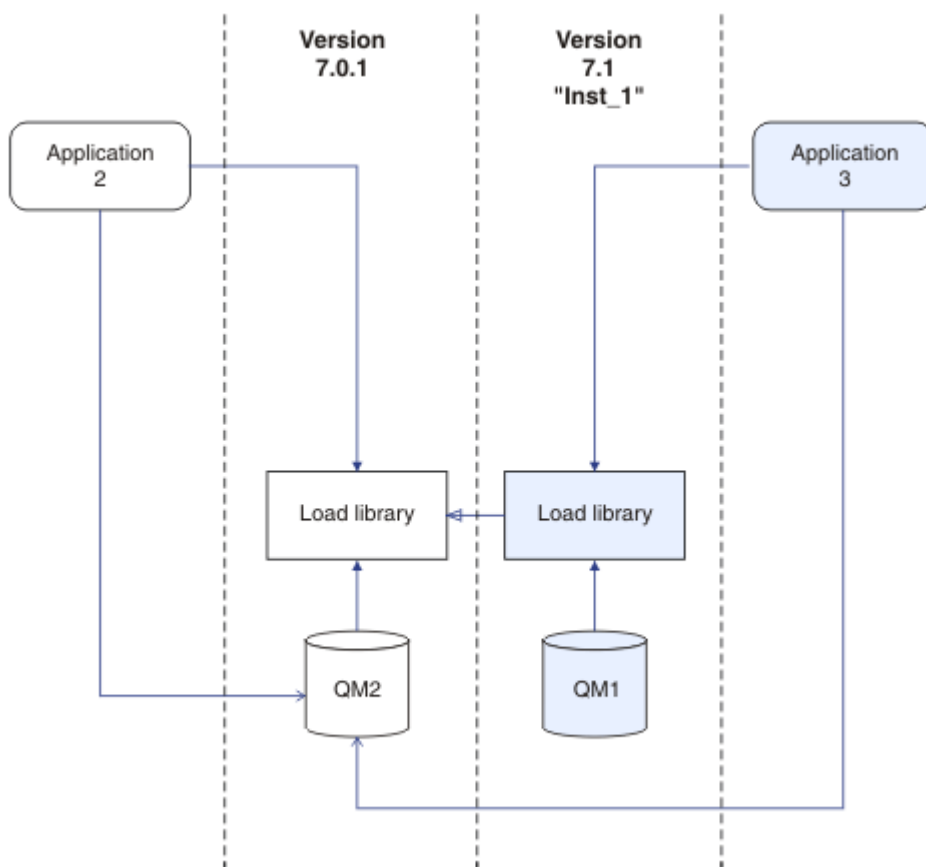 Version
7.0.1
Version
7.1
"Inst_1"
Application
2
Application
3
Load library
Load library
QM2
QM1